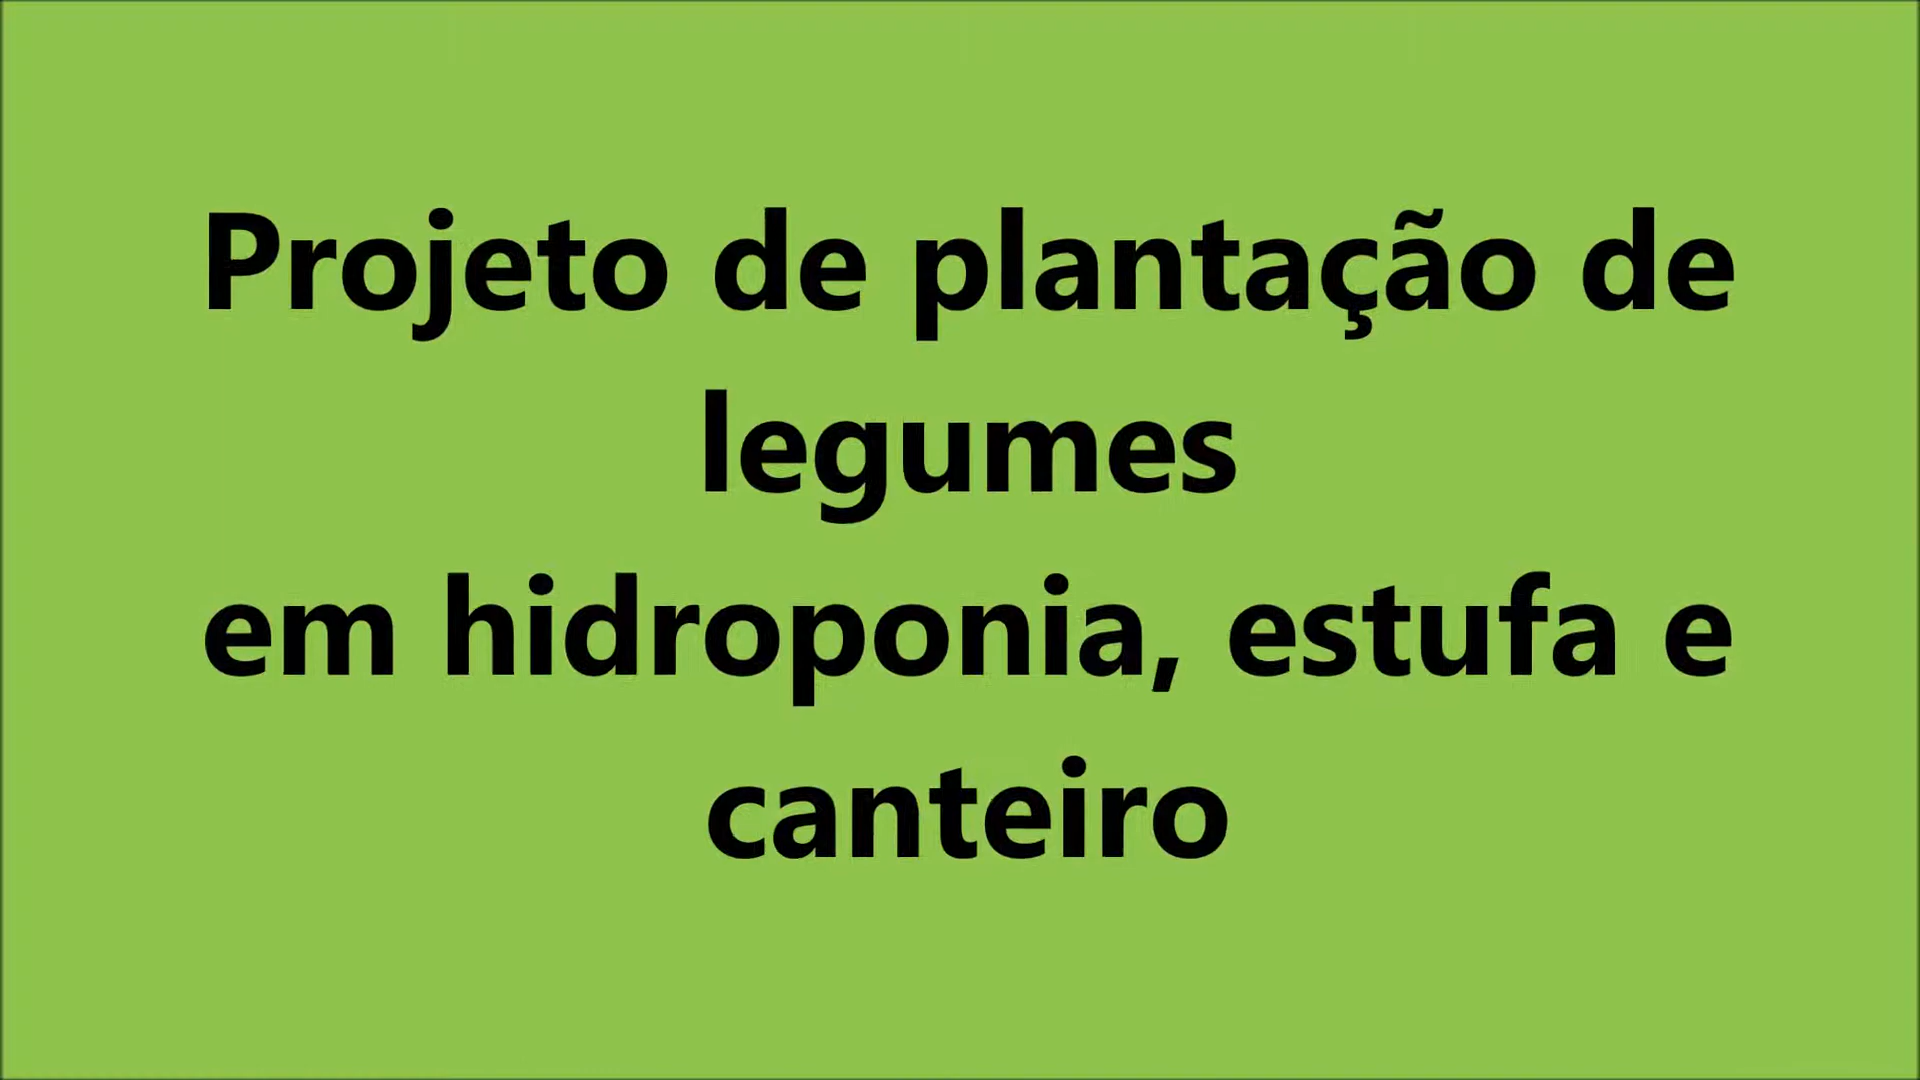 Projeto de plantação de
legumes
em hidroponia, estufa e
canteiro